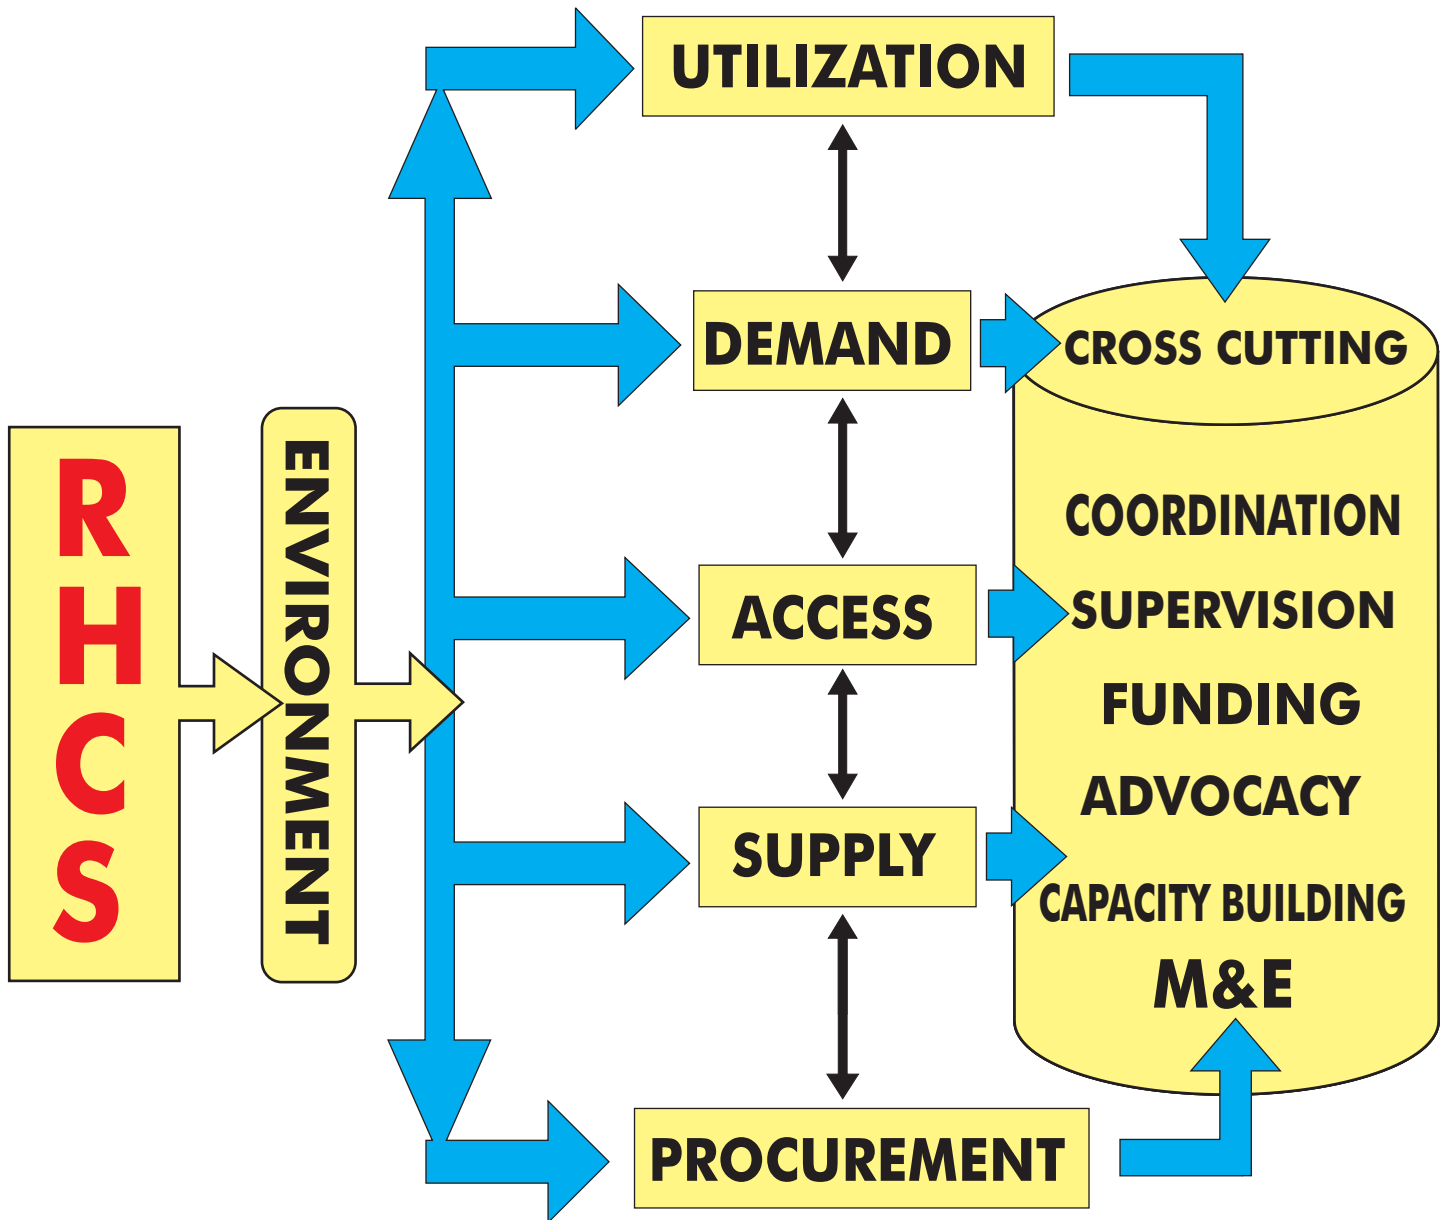 RHCS
ENVIRONMENT
UTILIZATION
DEMAND
ACCESS
SUPPLY
PROCUREMENT
CROSS CUTTING
COORDINATION
SUPERVISION
FUNDING
ADVOCACY
CAPACITY BUILDING
M&E